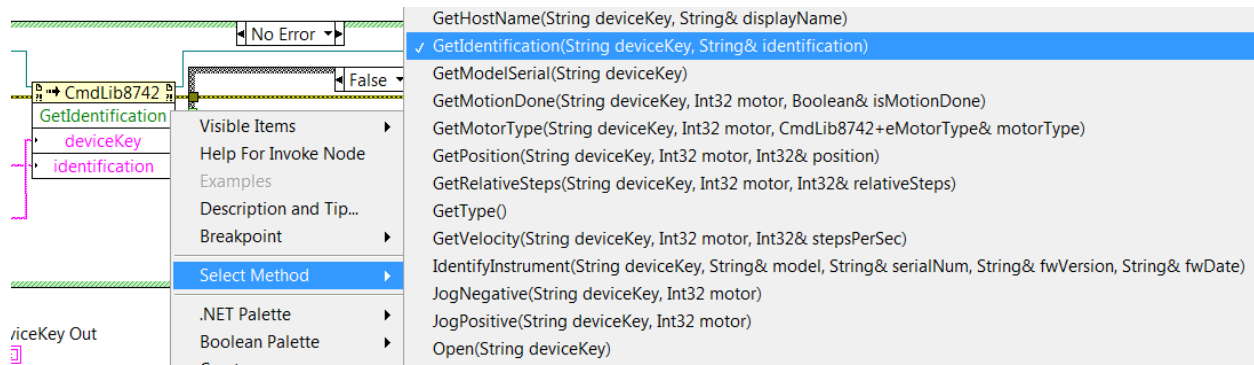 No Error
False
CmdLib8742
GetIdentification
deviceKey
identification
Visible Items
Help For Invoke Node
Examples
Description and Tip...
Breakpoint
Select Method
.NET Palette
Boolean Palette
viceKey Out
GetHostName(String deviceKey, String& displayName)
✓ GetIdentification(String deviceKey, String& identification)
GetModelSerial(String deviceKey)
GetMotionDone(String deviceKey, Int32 motor, Boolean& isMotionDone)
GetMotorType(String deviceKey, Int32 motor, CmdLib8742+eMotorType& motorType)
GetPosition(String deviceKey, Int32 motor, Int32& position)
GetRelativeSteps(String deviceKey, Int32 motor, Int32& relativeSteps)
GetType()
GetVelocity(String deviceKey, Int32 motor, Int32& stepsPerSec)
IdentifyInstrument(String deviceKey, String& model, String& serialNum, String& fwVersion, String& fwDate)
JogNegative(String deviceKey, Int32 motor)
JogPositive(String deviceKey, Int32 motor)
Open(String deviceKey)